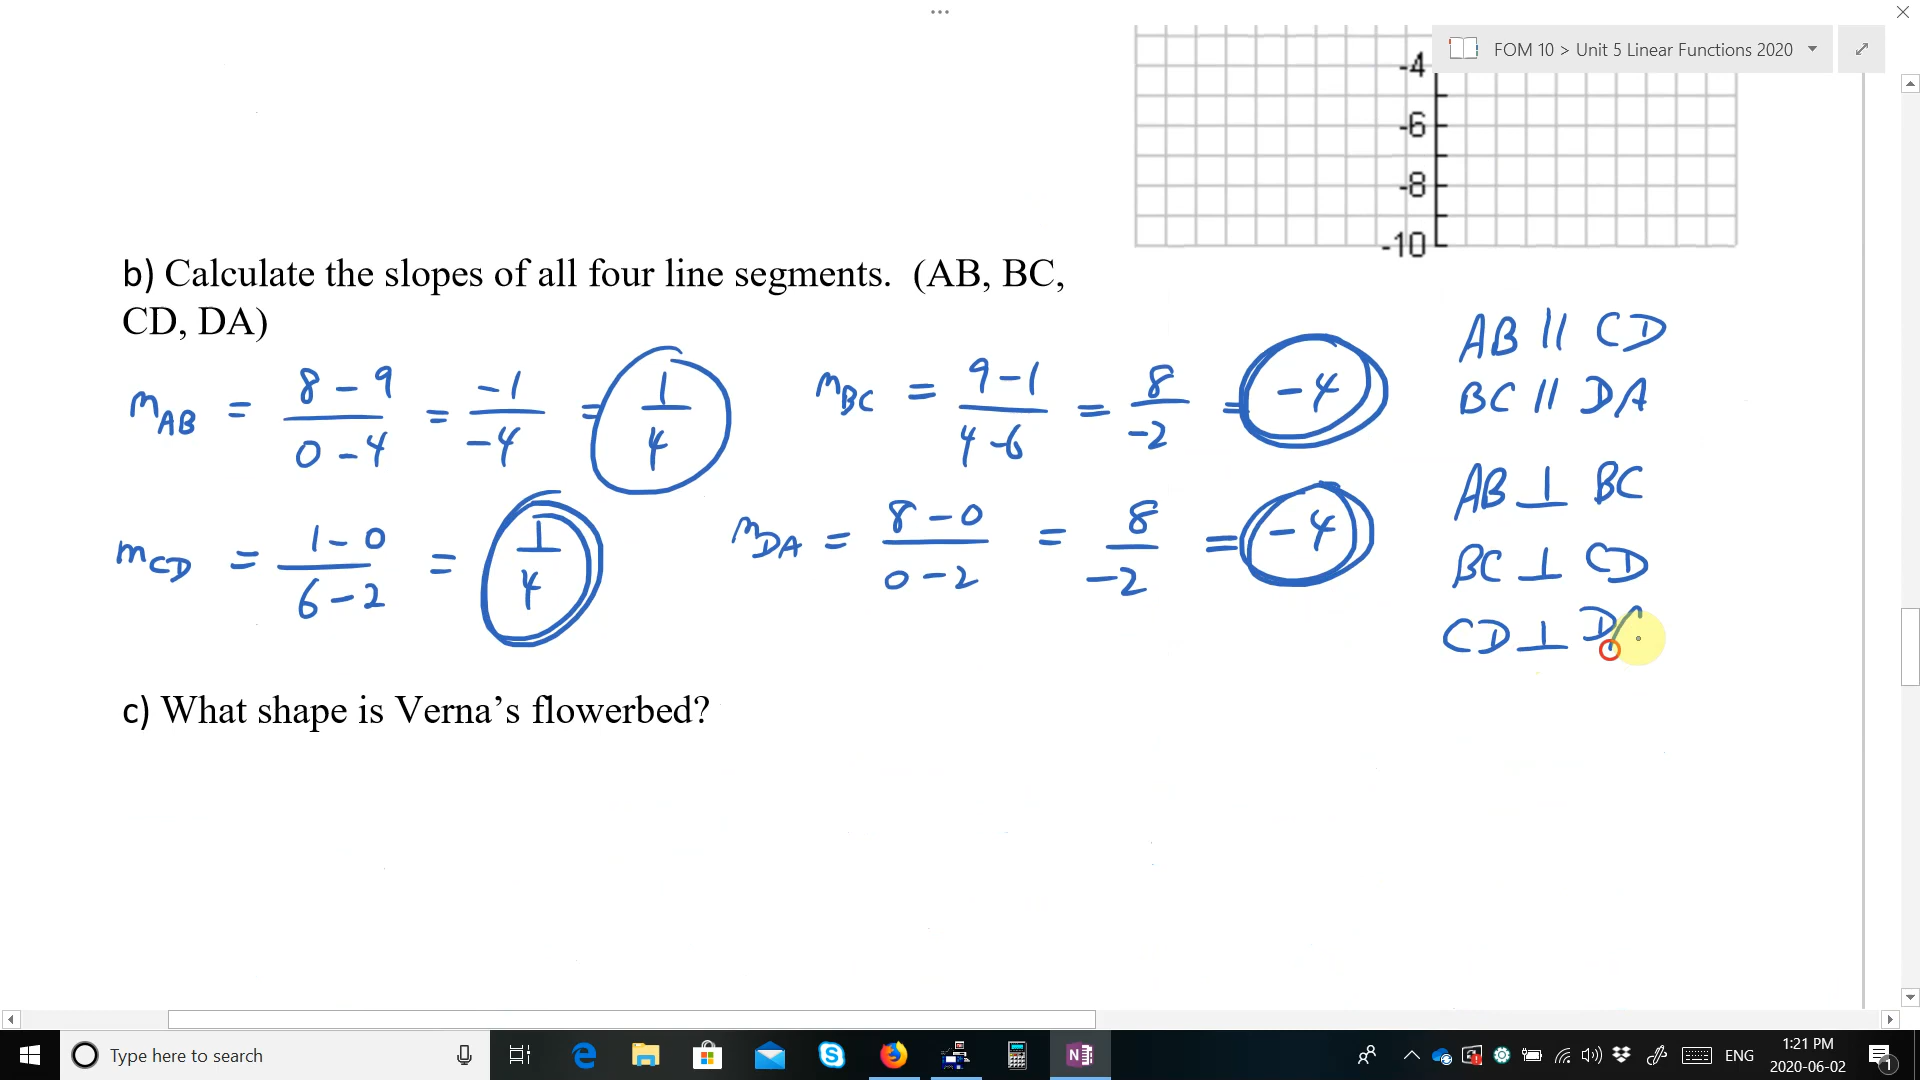 FOM 10 > Unit 5 Linear Functions 2020
-4
-6
-8
-10
b) Calculate the slopes of all four line segments. (AB, BC,
CD, DA)
m_AB = 8 - 9 / 0 - 4 = -1 / -4 = 1 / 4
m_BC = 9 - 1 / 4 - 6 = 8 / -2 = -4
m_CD = 1 - 0 / 6 - 2 = 1 / 4
m_DA = 8 - 0 / 0 - 2 = 8 / -2 = -4
AB || CD
BC || DA
AB ⊥ BC
BC ⊥ CD
CD ⊥ DA
c) What shape is Verna’s flowerbed?
Type here to search
ENG
1:21 PM
2020-06-02
1